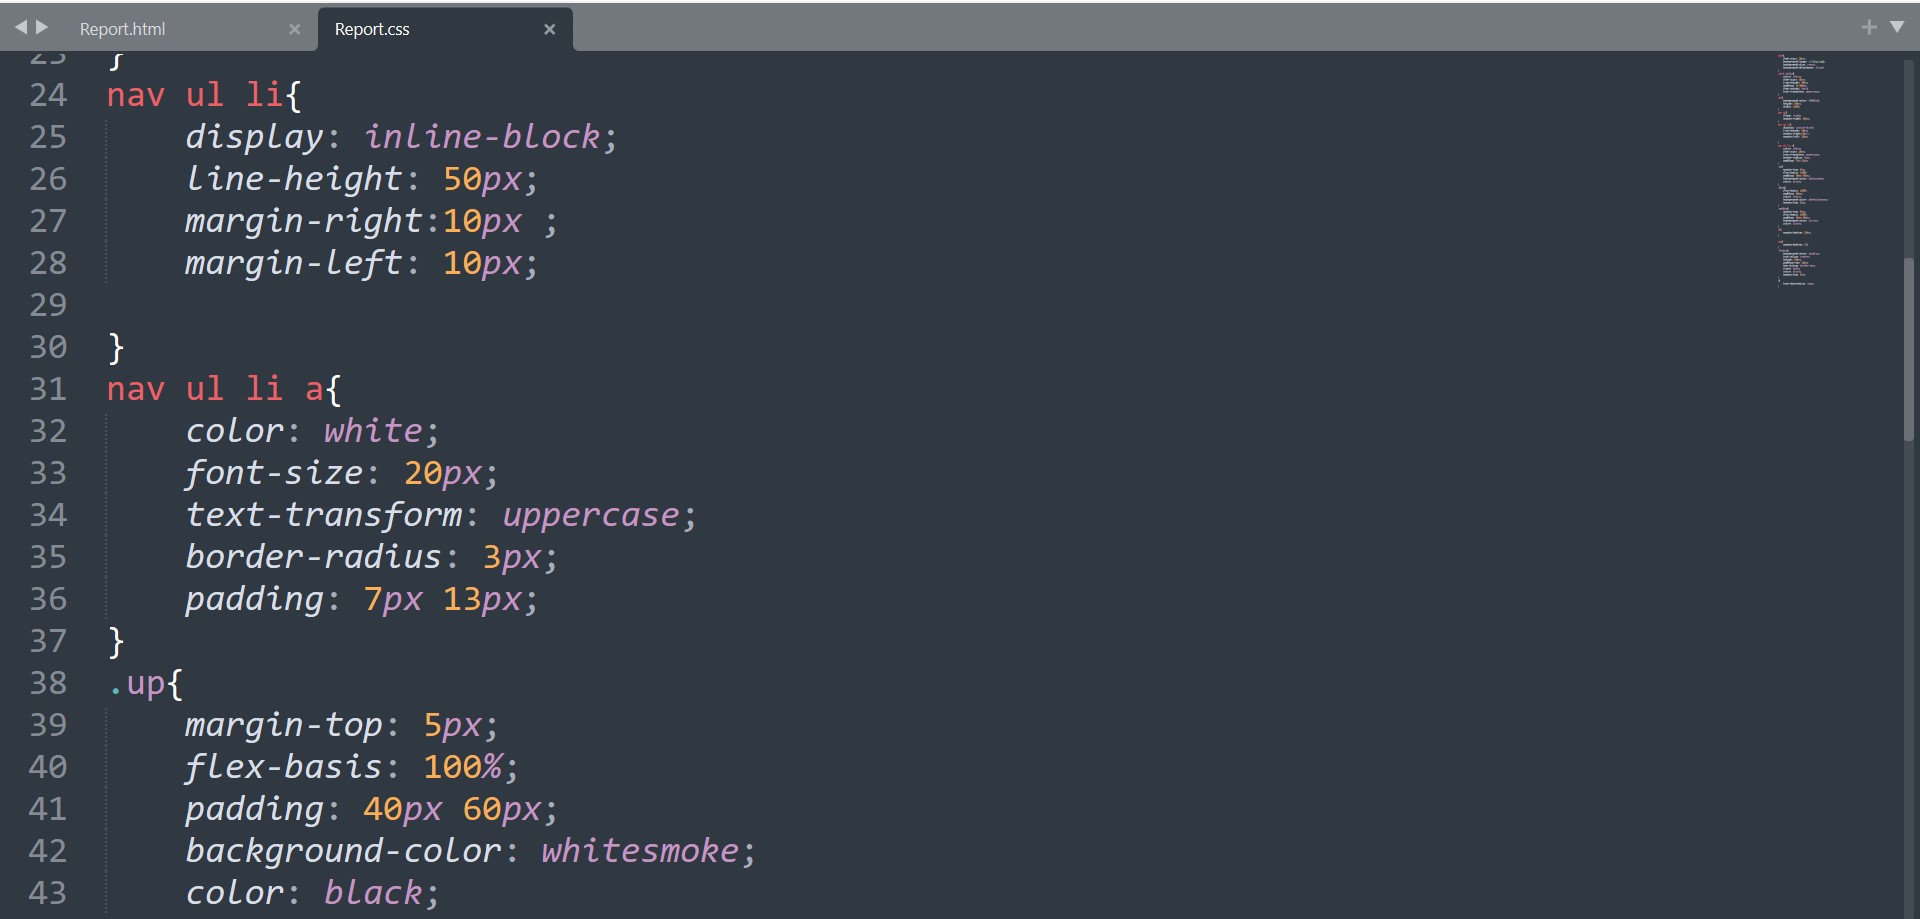 Report.html
Report.css
23 }
24 nav ul li{
25 display: inline-block;
26 line-height: 50px;
27 margin-right:10px ;
28 margin-left: 10px;
29
30 }
31 nav ul li a{
32 color: white;
33 font-size: 20px;
34 text-transform: uppercase;
35 border-radius: 3px;
36 padding: 7px 13px;
37 }
38 .up{
39 margin-top: 5px;
40 flex-basis: 100%;
41 padding: 40px 60px;
42 background-color: whitesmoke;
43 color: black;